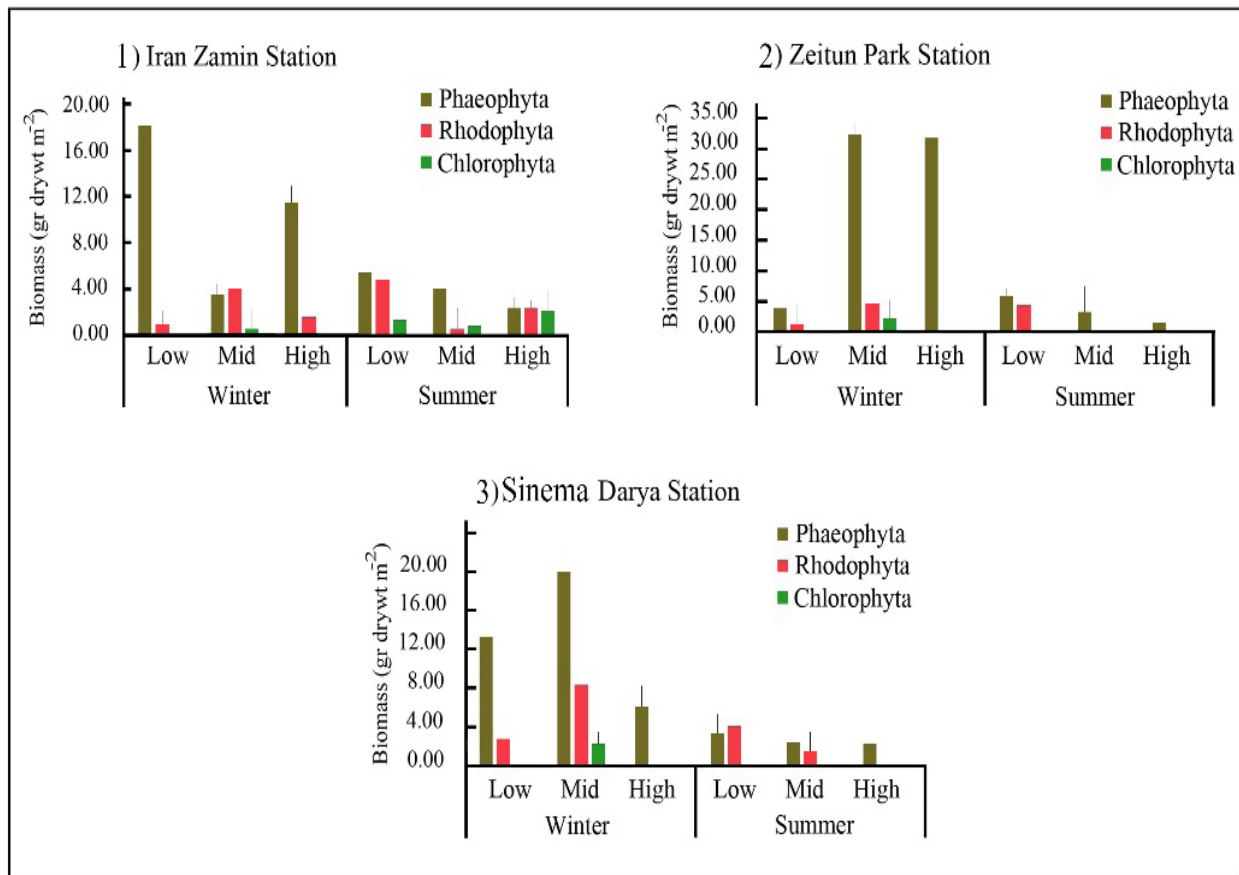 1) Iran Zamin Station
Phaeophyta
Rhodophyta
Chlorophyta
Biomass (gr drywt m⁻²)
20.00
16.00
12.00
8.00
4.00
0.00
Low Mid High Low Mid High
Winter Summer
2) Zeitun Park Station
Phaeophyta
Rhodophyta
Chlorophyta
Biomass (gr drywt m⁻²)
35.00
30.00
25.00
20.00
15.00
10.00
5.00
0.00
Low Mid High Low Mid High
Winter Summer
3) Sinema Darya Station
Phaeophyta
Rhodophyta
Chlorophyta
Biomass (gr drywt m⁻²)
20.00
16.00
12.00
8.00
4.00
0.00
Low Mid High Low Mid High
Winter Summer